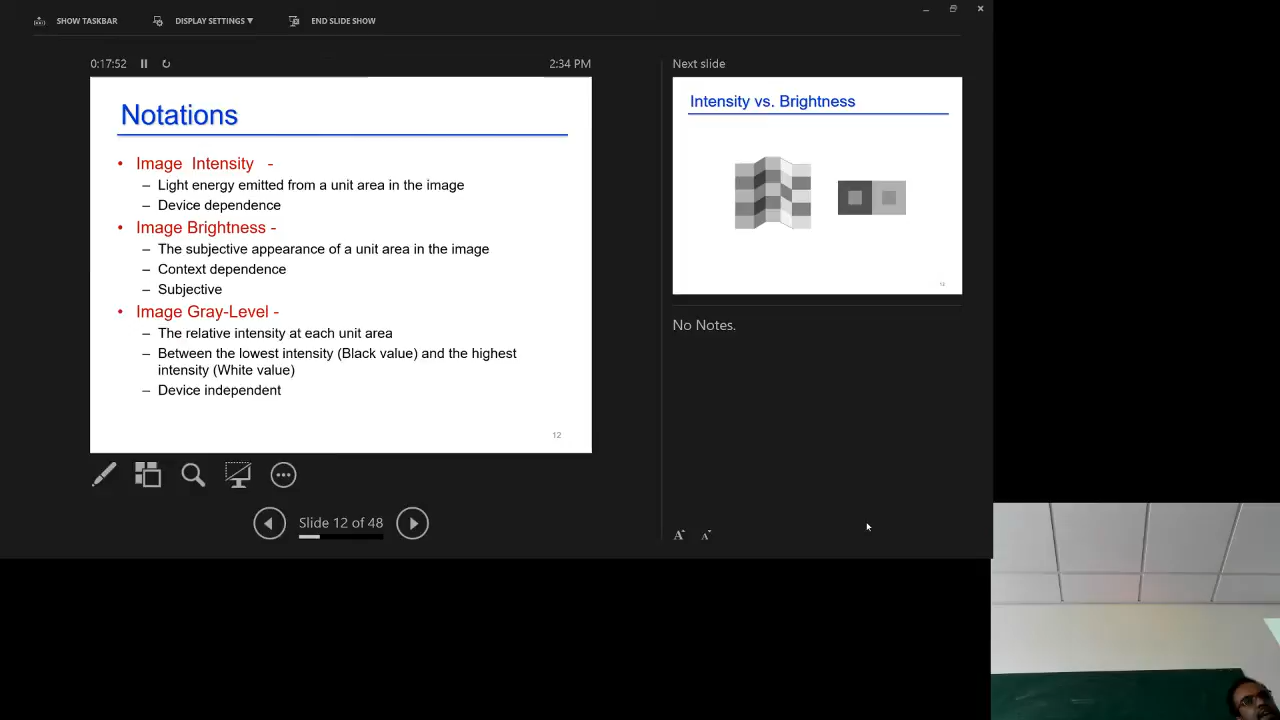 SHOW TASKBAR DISPLAY SETTINGS ▼ END SLIDE SHOW
0:17:52 2:34 PM
Notations
• Image Intensity -
– Light energy emitted from a unit area in the image
– Device dependence
• Image Brightness -
– The subjective appearance of a unit area in the image
– Context dependence
– Subjective
• Image Gray-Level -
– The relative intensity at each unit area
– Between the lowest intensity (Black value) and the highest
intensity (White value)
– Device independent
12
Slide 12 of 48
Next slide
Intensity vs. Brightness
No Notes.
A A